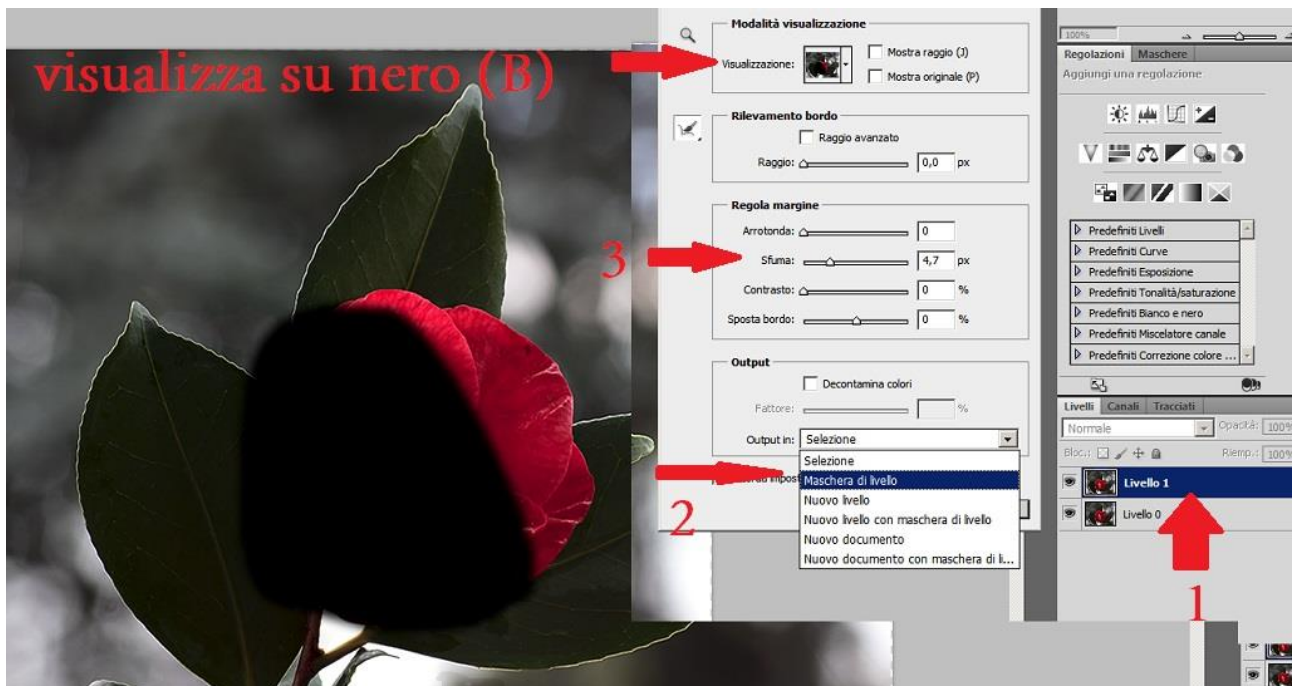 visualizza su nero (B)
Modalità visualizzazione
Visualizzazione:
Mostra raggio (J)
Mostra originale (P)
Rilevamento bordo
Raggio avanzato
Raggio: 0,0 px
Regola margine
Arrotonda: 0
3
Sfuma: 4,7 px
Contrasto: 0 %
Sposta bordo: 0 %
Output
Decontamina colori
Fattore: %
Output in: Selezione
Selezione
Maschera di livello
Nuovo livello
Nuovo livello con maschera di livello
Nuovo documento
Nuovo documento con maschera di li...
2
100%
Regolazioni Maschere
Aggiungi una regolazione
Predefiniti Livelli
Predefiniti Curve
Predefiniti Esposizione
Predefiniti Tonalità/saturazione
Predefiniti Bianco e nero
Predefiniti Miscelatore canale
Predefiniti Correzione colore ...
Livelli Canali Tracciati
Normale Opacità: 100%
Bloc.: Riemp.: 100%
Livello 1
Livello 0
1